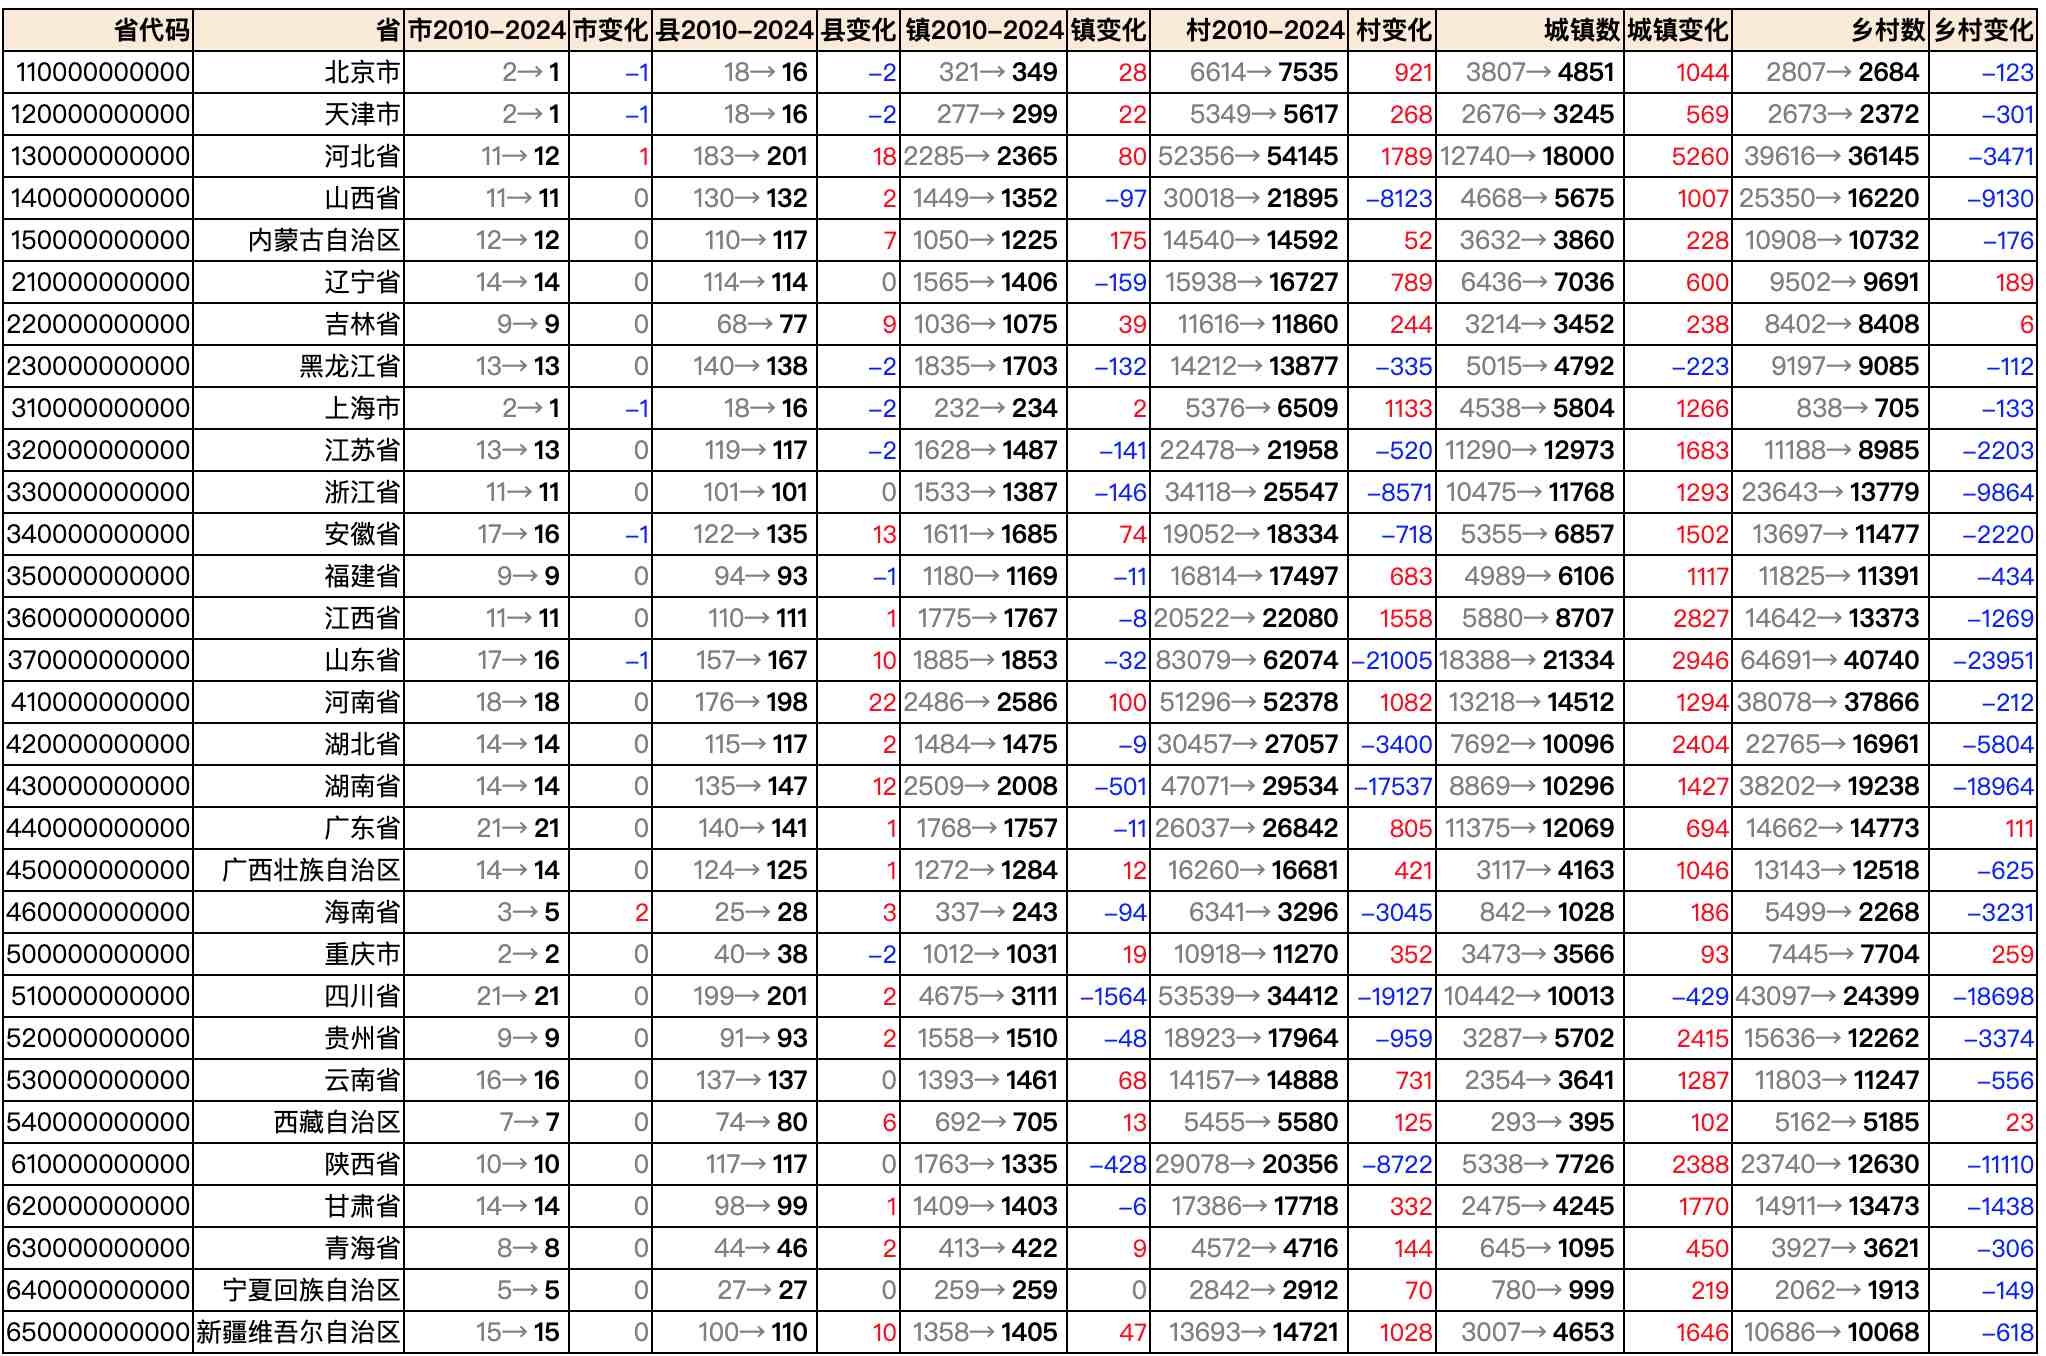 省代码 省 市2010–2024 市变化 县2010–2024 县变化 镇2010–2024 镇变化 村2010–2024 村变化 城镇数 城镇变化 乡村数 乡村变化
110000000000 北京市 2→ 1 –1 18→ 16 –2 321→ 349 28 6614→ 7535 921 3807→ 4851 1044 2807→ 2684 –123
120000000000 天津市 2→ 1 –1 18→ 16 –2 277→ 299 22 5349→ 5617 268 2676→ 3245 569 2673→ 2372 –301
130000000000 河北省 11→ 12 1 183→ 201 18 2285→ 2365 80 52356→ 54145 1789 12740→ 18000 5260 39616→ 36145 –3471
140000000000 山西省 11→ 11 0 130→ 132 2 1449→ 1352 –97 30018→ 21895 –8123 4668→ 5675 1007 25350→ 16220 –9130
150000000000 内蒙古自治区 12→ 12 0 110→ 117 7 1050→ 1225 175 14540→ 14592 52 3632→ 3860 228 10908→ 10732 –176
210000000000 辽宁省 14→ 14 0 114→ 114 0 1565→ 1406 –159 15938→ 16727 789 6436→ 7036 600 9502→ 9691 189
220000000000 吉林省 9→ 9 0 68→ 77 9 1036→ 1075 39 11616→ 11860 244 3214→ 3452 238 8402→ 8408 6
230000000000 黑龙江省 13→ 13 0 140→ 138 –2 1835→ 1703 –132 14212→ 13877 –335 5015→ 4792 –223 9197→ 9085 –112
310000000000 上海市 2→ 1 –1 18→ 16 –2 232→ 234 2 5376→ 6509 1133 4538→ 5804 1266 838→ 705 –133
320000000000 江苏省 13→ 13 0 119→ 117 –2 1628→ 1487 –141 22478→ 21958 –520 11290→ 12973 1683 11188→ 8985 –2203
330000000000 浙江省 11→ 11 0 101→ 101 0 1533→ 1387 –146 34118→ 25547 –8571 10475→ 11768 1293 23643→ 13779 –9864
340000000000 安徽省 17→ 16 –1 122→ 135 13 1611→ 1685 74 19052→ 18334 –718 5355→ 6857 1502 13697→ 11477 –2220
350000000000 福建省 9→ 9 0 94→ 93 –1 1180→ 1169 –11 16814→ 17497 683 4989→ 6106 1117 11825→ 11391 –434
360000000000 江西省 11→ 11 0 110→ 111 1 1775→ 1767 –8 20522→ 22080 1558 5880→ 8707 2827 14642→ 13373 –1269
370000000000 山东省 17→ 16 –1 157→ 167 10 1885→ 1853 –32 83079→ 62074 –21005 18388→ 21334 2946 64691→ 40740 –23951
410000000000 河南省 18→ 18 0 176→ 198 22 2486→ 2586 100 51296→ 52378 1082 13218→ 14512 1294 38078→ 37866 –212
420000000000 湖北省 14→ 14 0 115→ 117 2 1484→ 1475 –9 30457→ 27057 –3400 7692→ 10096 2404 22765→ 16961 –5804
430000000000 湖南省 14→ 14 0 135→ 147 12 2509→ 2008 –501 47071→ 29534 –17537 8869→ 10296 1427 38202→ 19238 –18964
440000000000 广东省 21→ 21 0 140→ 141 1 1768→ 1757 –11 26037→ 26842 805 11375→ 12069 694 14662→ 14773 111
450000000000 广西壮族自治区 14→ 14 0 124→ 125 1 1272→ 1284 12 16260→ 16681 421 3117→ 4163 1046 13143→ 12518 –625
460000000000 海南省 3→ 5 2 25→ 28 3 337→ 243 –94 6341→ 3296 –3045 842→ 1028 186 5499→ 2268 –3231
500000000000 重庆市 2→ 2 0 40→ 38 –2 1012→ 1031 19 10918→ 11270 352 3473→ 3566 93 7445→ 7704 259
510000000000 四川省 21→ 21 0 199→ 201 2 4675→ 3111 –1564 53539→ 34412 –19127 10442→ 10013 –429 43097→ 24399 –18698
520000000000 贵州省 9→ 9 0 91→ 93 2 1558→ 1510 –48 18923→ 17964 –959 3287→ 5702 2415 15636→ 12262 –3374
530000000000 云南省 16→ 16 0 137→ 137 0 1393→ 1461 68 14157→ 14888 731 2354→ 3641 1287 11803→ 11247 –556
540000000000 西藏自治区 7→ 7 0 74→ 80 6 692→ 705 13 5455→ 5580 125 293→ 395 102 5162→ 5185 23
610000000000 陕西省 10→ 10 0 117→ 117 0 1763→ 1335 –428 29078→ 20356 –8722 5338→ 7726 2388 23740→ 12630 –11110
620000000000 甘肃省 14→ 14 0 98→ 99 1 1409→ 1403 –6 17386→ 17718 332 2475→ 4245 1770 14911→ 13473 –1438
630000000000 青海省 8→ 8 0 44→ 46 2 413→ 422 9 4572→ 4716 144 645→ 1095 450 3927→ 3621 –306
640000000000 宁夏回族自治区 5→ 5 0 27→ 27 0 259→ 259 0 2842→ 2912 70 780→ 999 219 2062→ 1913 –149
650000000000 新疆维吾尔自治区 15→ 15 0 100→ 110 10 1358→ 1405 47 13693→ 14721 1028 3007→ 4653 1646 10686→ 10068 –618